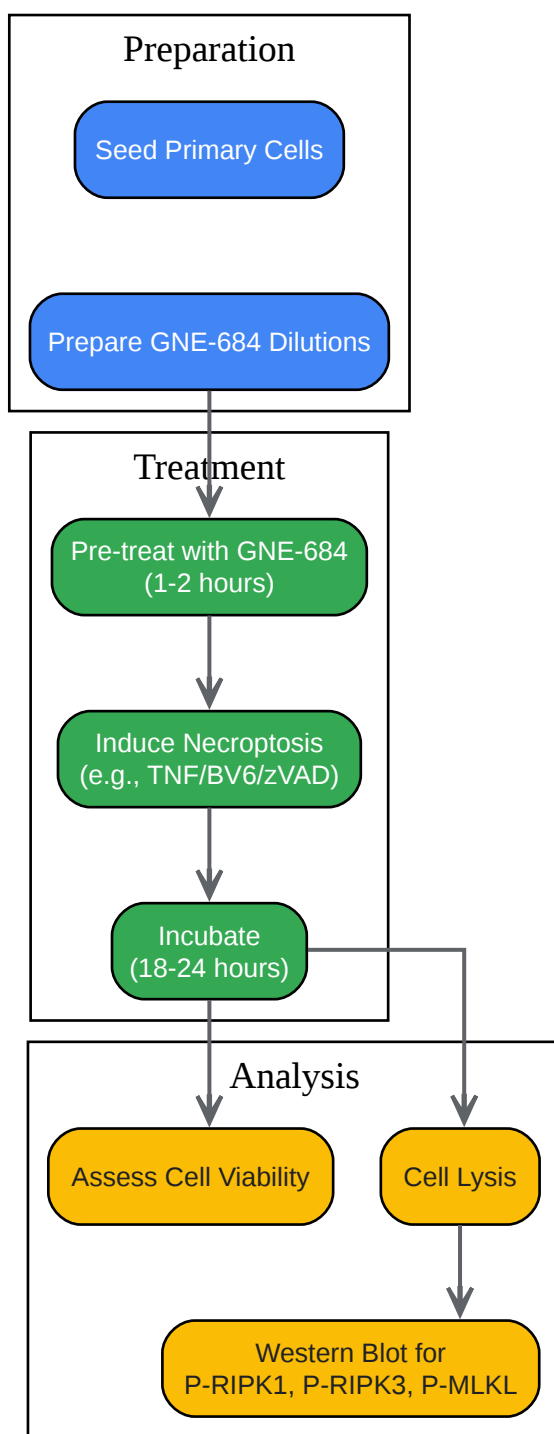 Preparation
Seed Primary Cells
Prepare GNE-684 Dilutions
Treatment
Pre-treat with GNE-684
(1-2 hours)
Induce Necroptosis
(e.g., TNF/BV6/zVAD)
Incubate
(18-24 hours)
Analysis
Assess Cell Viability
Cell Lysis
Western Blot for
P-RIPK1, P-RIPK3, P-MLKL